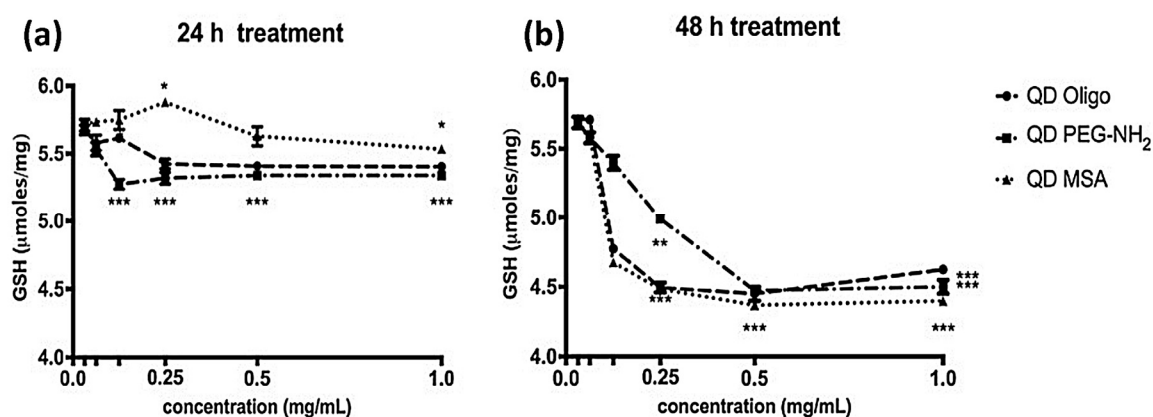 (a)
24 h treatment
6.0
5.5
5.0
4.5
4.0
GSH (μmoles/mg)
*
*
***
***
***
***
0.0
0.25
0.5
1.0
concentration (mg/mL)
(b)
48 h treatment
6.0
5.5
5.0
4.5
4.0
GSH (μmoles/mg)
**
***
***
***
***
***
0.0
0.25
0.5
1.0
concentration (mg/mL)
QD Oligo
QD PEG-NH₂
QD MSA